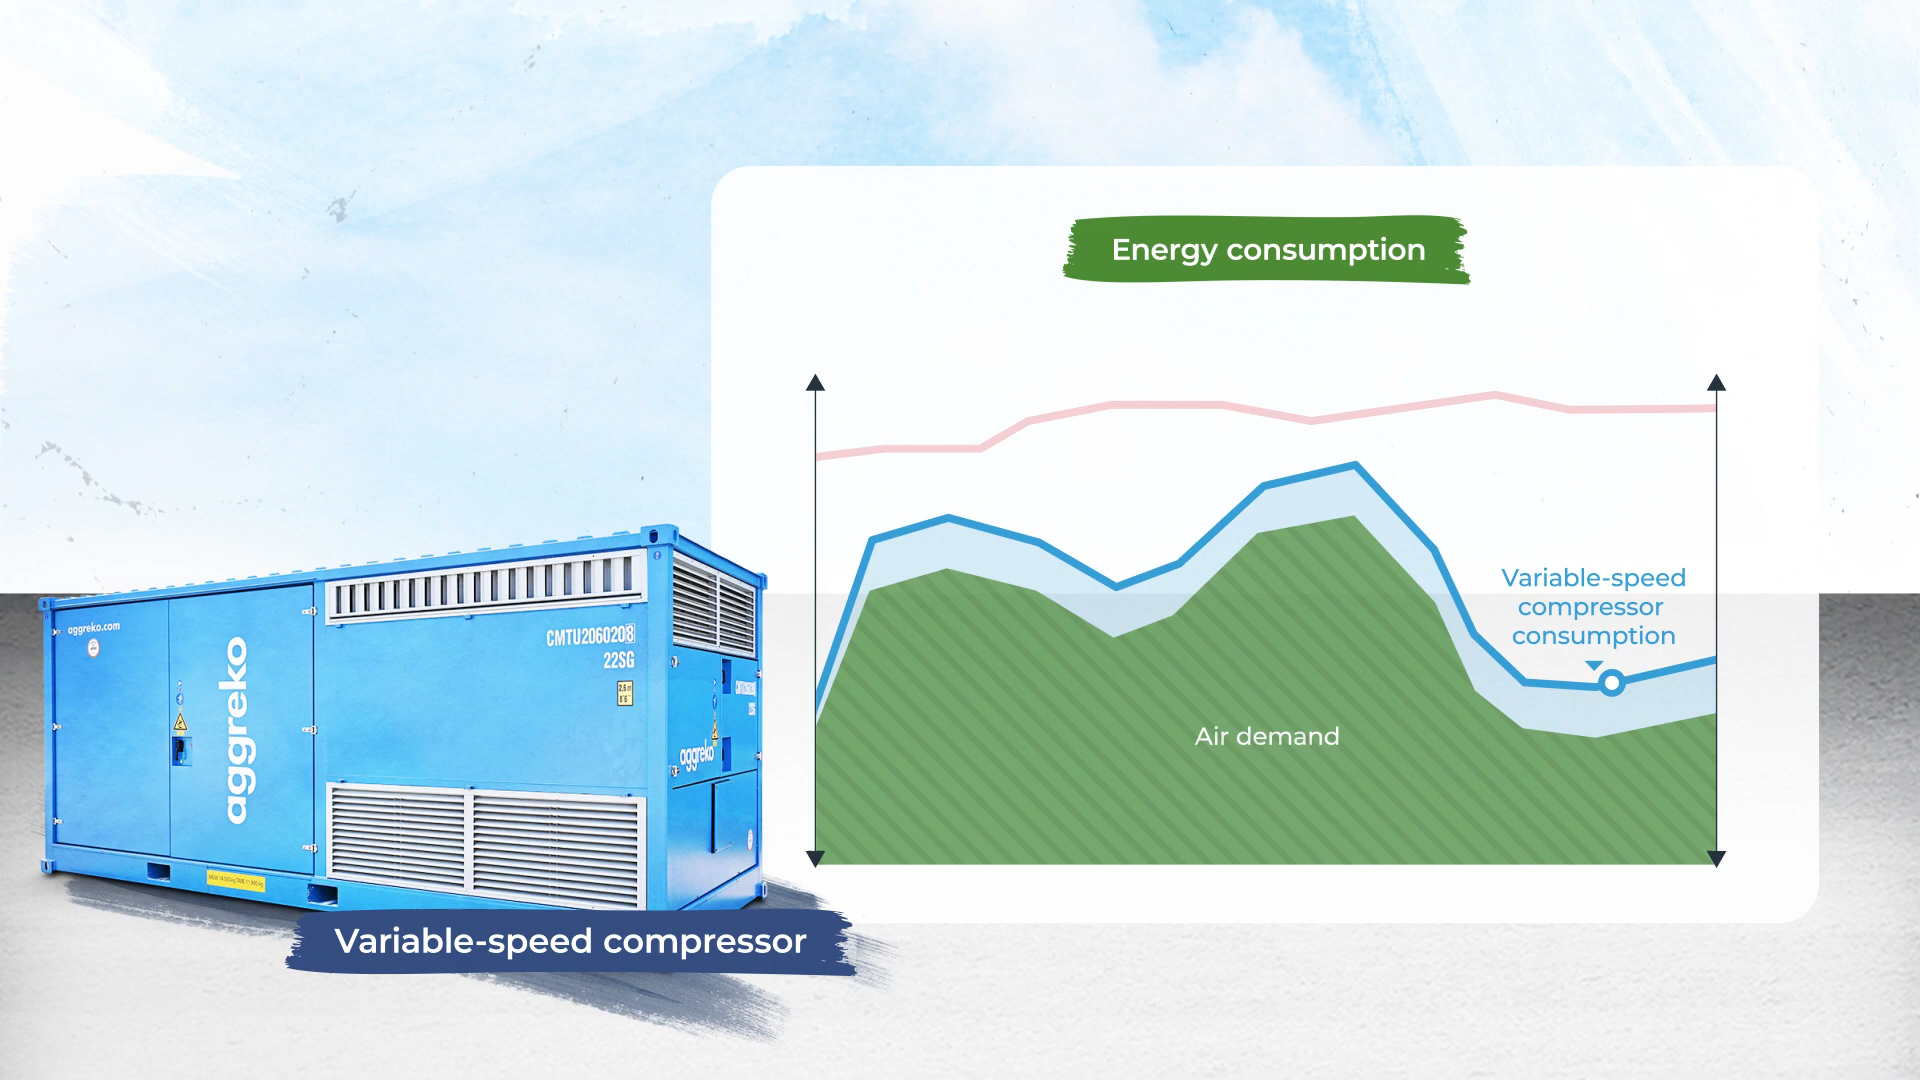 Energy consumption
Variable-speed
compressor
consumption
Air demand
aggreko.com
aggreko
CMTU2060208
22SG
aggreko
Variable-speed compressor